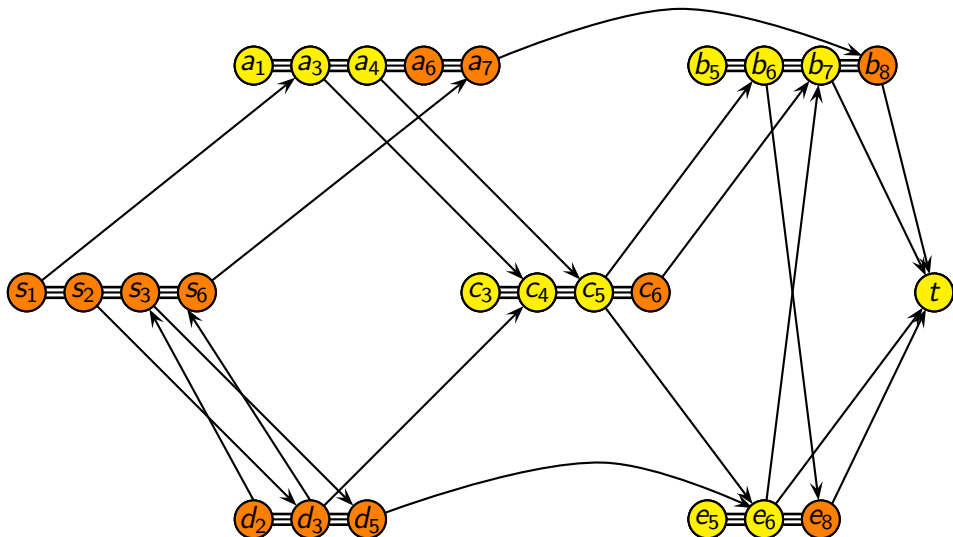 a₁ a₃ a₄ a₆ a₇ b₅ b₆ b₇ b₈
s₁ s₂ s₃ s₆ c₃ c₄ c₅ c₆ t
d₂ d₃ d₅ e₅ e₆ e₈